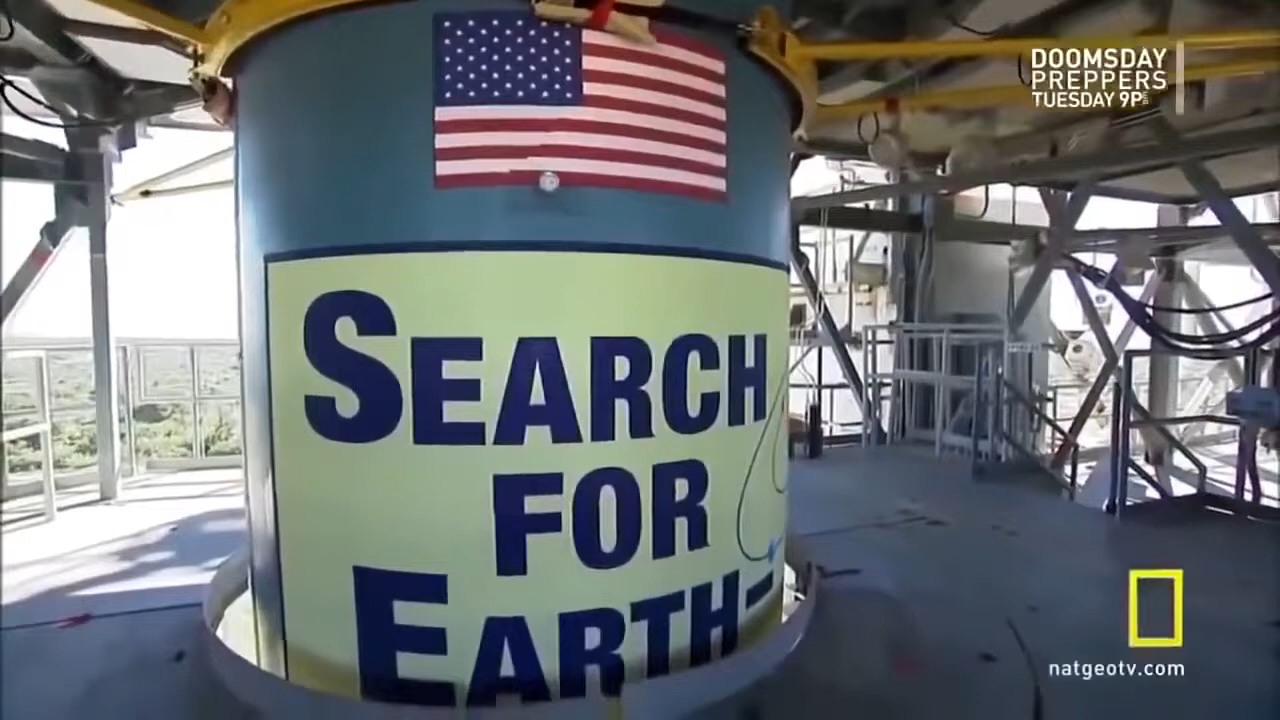 DOOMSDAY
PREPPERS
TUESDAY 9P
SEARCH
FOR
EARTH-
natgeotv.com